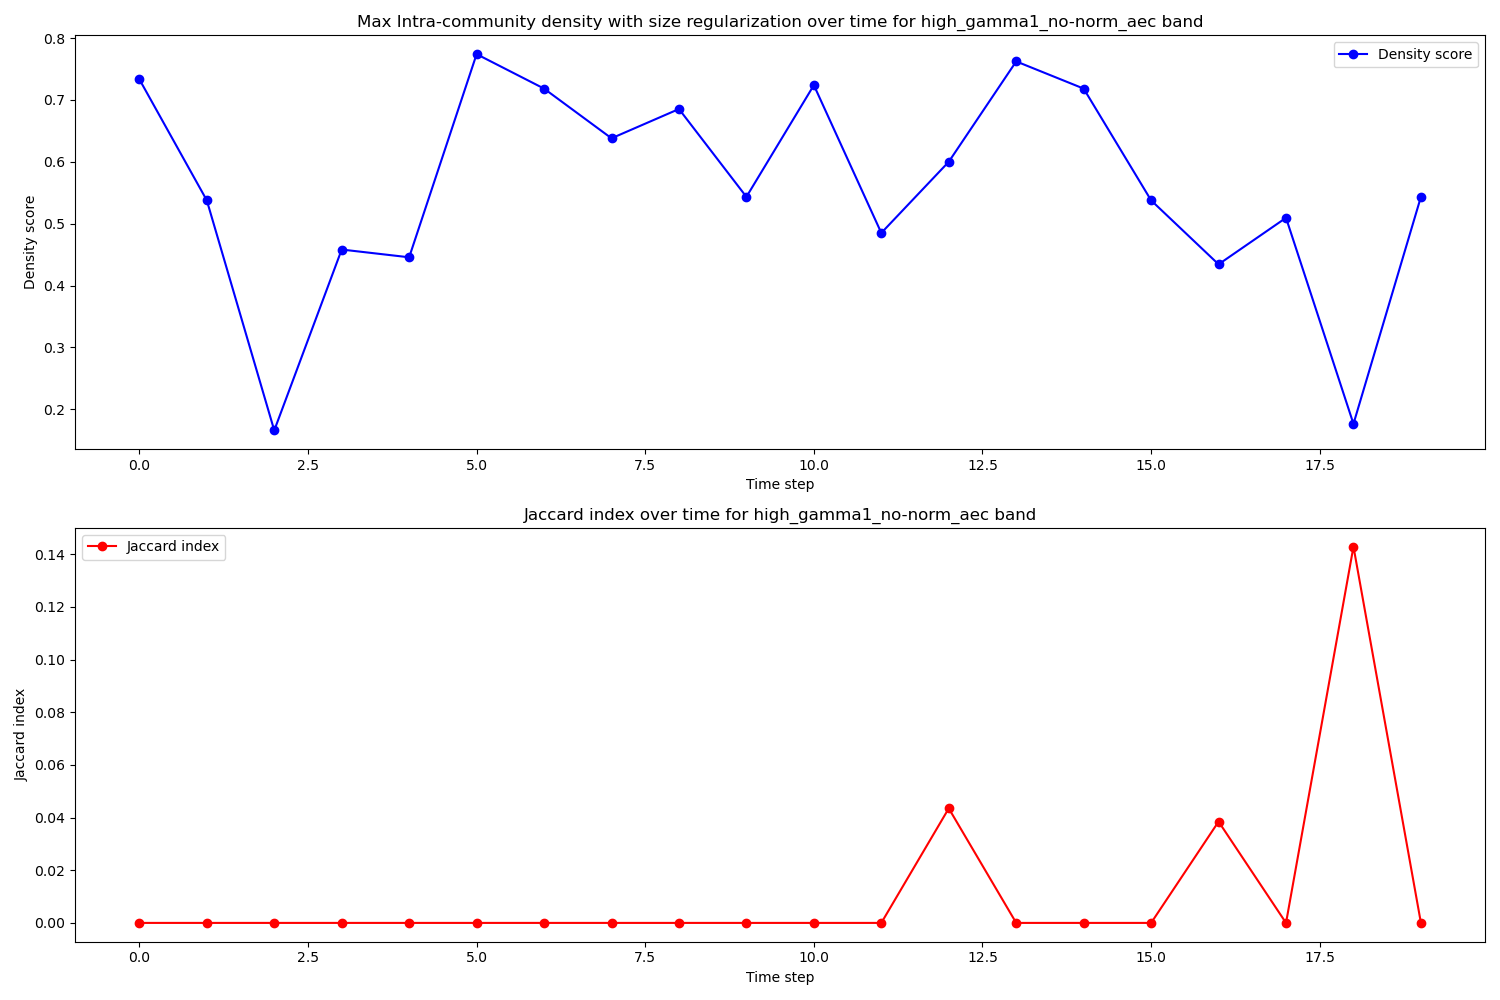 Max Intra-community density with size regularization over time for high_gamma1_no-norm_aec band
Density score
0.8
0.7
0.6
0.5
0.4
0.3
0.2
Density score
0.0 2.5 5.0 7.5 10.0 12.5 15.0 17.5
Time step
Jaccard index over time for high_gamma1_no-norm_aec band
Jaccard index
0.14
0.12
0.10
0.08
0.06
0.04
0.02
0.00
Jaccard index
0.0 2.5 5.0 7.5 10.0 12.5 15.0 17.5
Time step